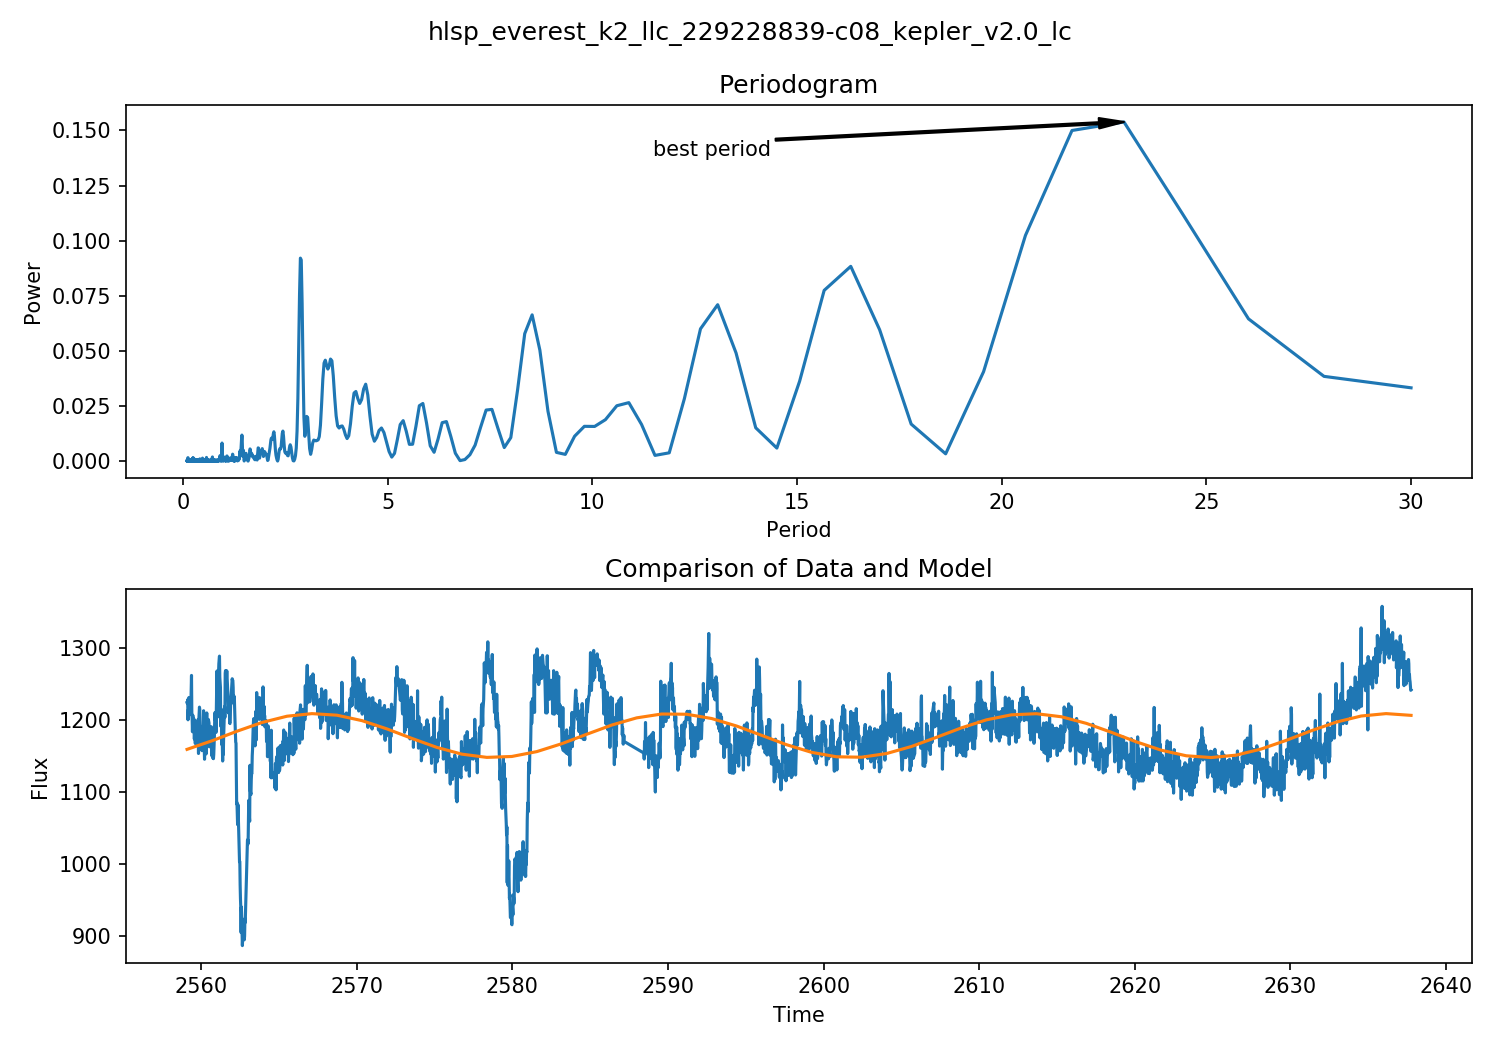 hlsp_everest_k2_llc_229228839-c08_kepler_v2.0_lc
Periodogram
0.150
0.125
0.100
0.075
0.050
0.025
0.000
Power
best period
0 5 10 15 20 25 30
Period
Comparison of Data and Model
1300
1200
1100
1000
900
Flux
2560 2570 2580 2590 2600 2610 2620 2630 2640
Time